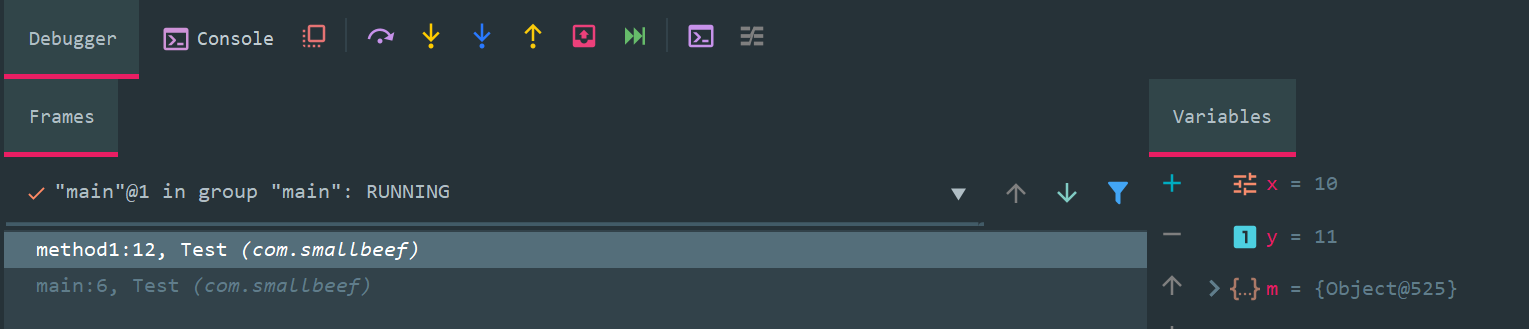 Debugger Console
Frames
Variables
"main"@1 in group "main": RUNNING
method1:12, Test (com.smallbeef)
main:6, Test (com.smallbeef)
x = 10
1 y = 11
{...} m = {Object@525}